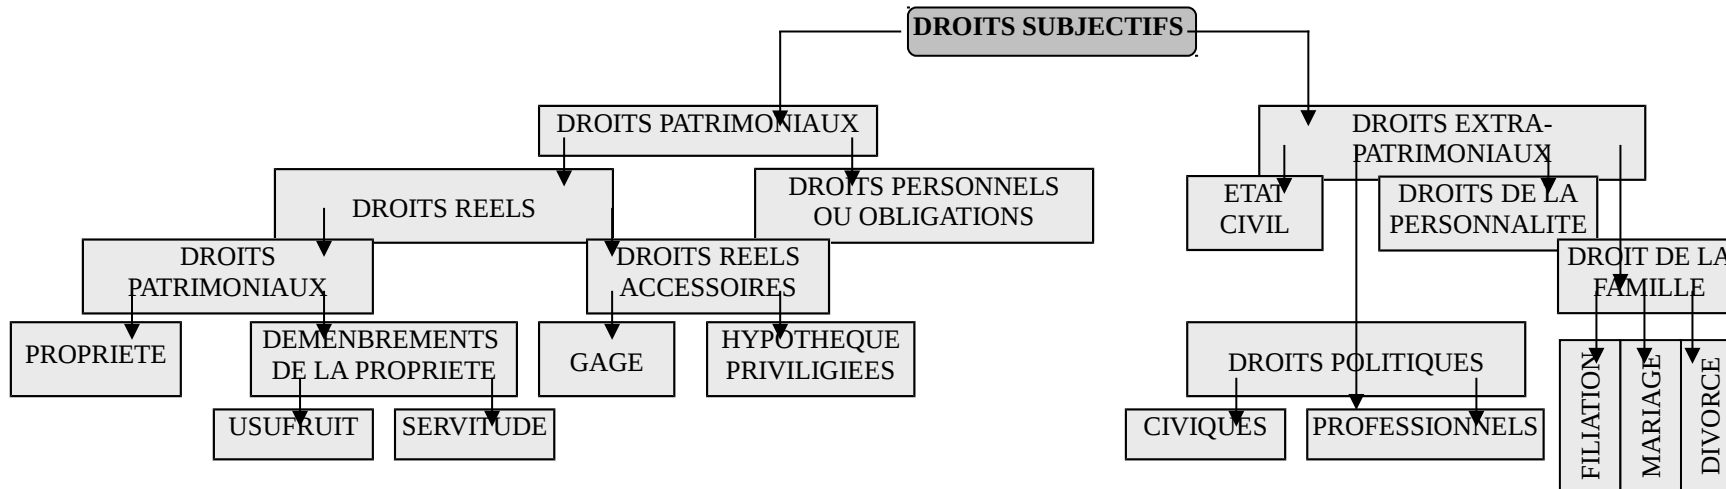 DROITS SUBJECTIFS
DROITS PATRIMONIAUX
DROITS EXTRA-
PATRIMONIAUX
DROITS REELS
DROITS PERSONNELS
OU OBLIGATIONS
ETAT
CIVIL
DROITS DE LA
PERSONNALITE
DROITS
PATRIMONIAUX
DROITS REELS
ACCESSOIRES
DROIT DE LA
FAMILLE
PROPRIETE
DEMENBREMENTS
DE LA PROPRIETE
GAGE
HYPOTHEQUE
PRIVILIGIEES
DROITS POLITIQUES
USUFRUIT
SERVITUDE
CIVIQUES
PROFESSIONNELS
FILIATION
MARIAGE
DIVORCE